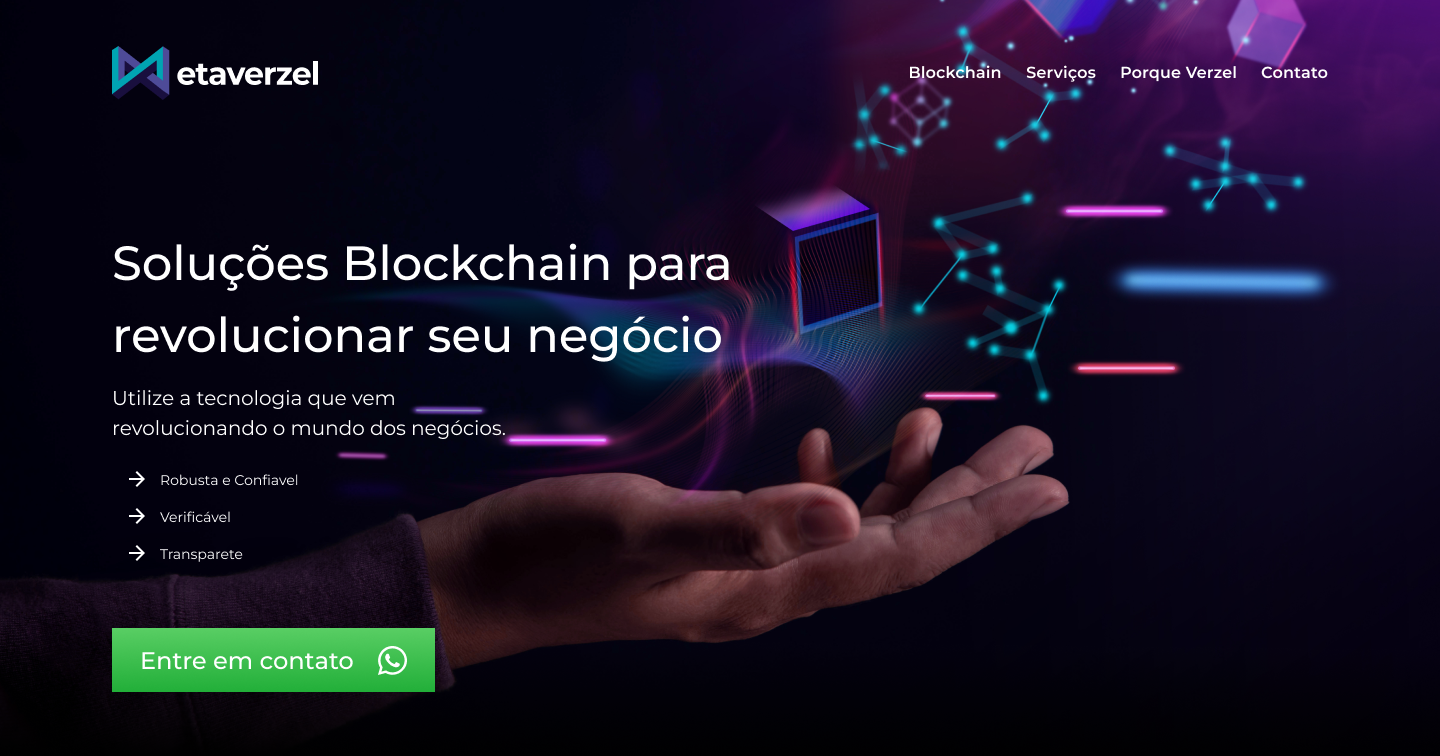 Metaverzel
Blockchain Serviços Porque Verzel Contato
Soluções Blockchain para
revolucionar seu negócio
Utilize a tecnologia que vem
revolucionando o mundo dos negócios.
Robusta e Confiavel
Verificável
Transparete
Entre em contato